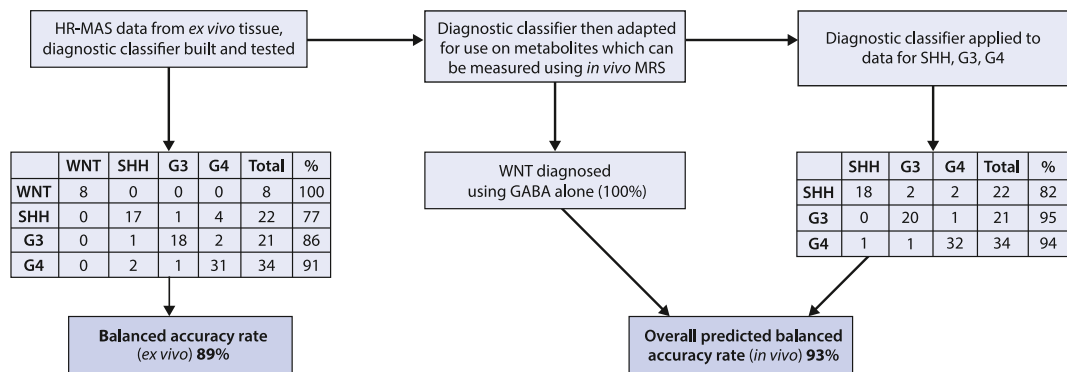 HR-MAS data from ex vivo tissue,
diagnostic classifier built and tested
Diagnostic classifier then adapted
for use on metabolites which can
be measured using in vivo MRS
Diagnostic classifier applied to
data for SHH, G3, G4
WNT SHH G3 G4 Total %
WNT 8 0 0 0 8 100
SHH 0 17 1 4 22 77
G3 0 1 18 2 21 86
G4 0 2 1 31 34 91
WNT diagnosed
using GABA alone (100%)
SHH G3 G4 Total %
SHH 18 2 2 22 82
G3 0 20 1 21 95
G4 1 1 32 34 94
Balanced accuracy rate
(ex vivo) 89%
Overall predicted balanced
accuracy rate (in vivo) 93%